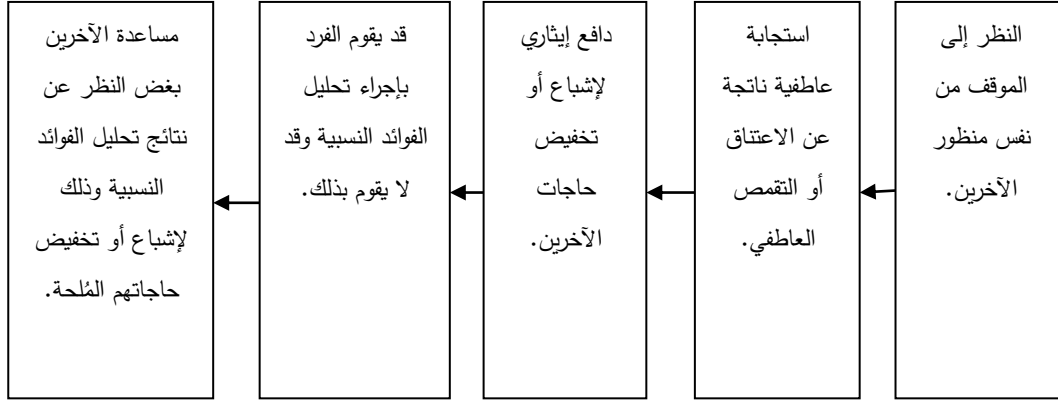 النظر إلى
الموقف من
نفس منظور
الآخرين.
استجابة
عاطفية ناتجة
عن الاعتناق
أو التقمص
العاطفي.
دافع إيثاري
لإشباع أو
تخفيض
حاجات
الآخرين.
قد يقوم الفرد
بإجراء تحليل
الفوائد النسبية وقد
لا يقوم بذلك.
مساعدة الآخرين
بغض النظر عن
نتائج تحليل الفوائد
النسبية وذلك
لإشباع أو تخفيض
حاجاتهم المُلحة.